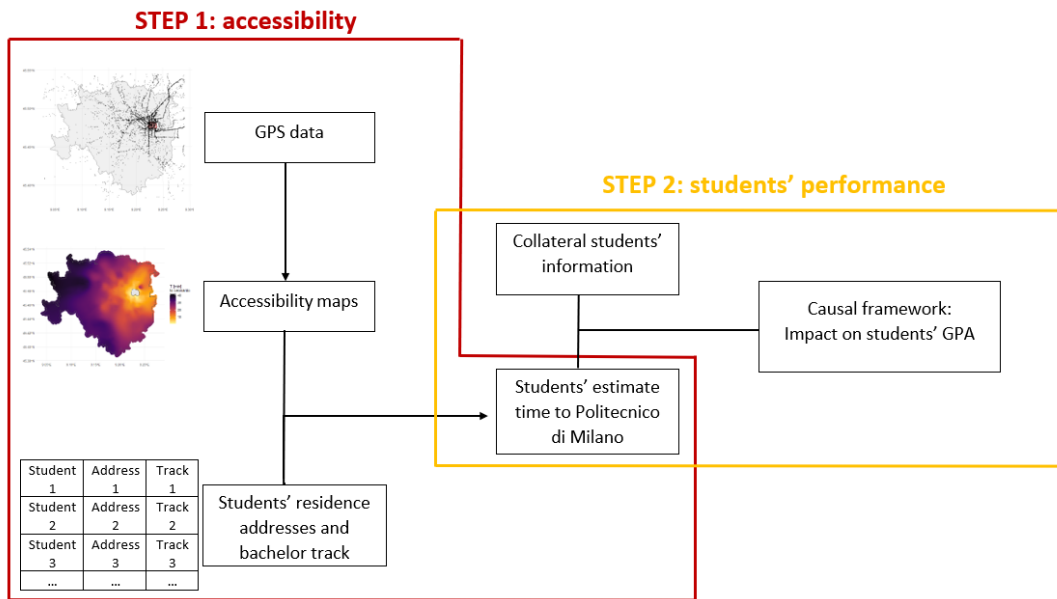 STEP 1: accessibility
GPS data
STEP 2: students' performance
Collateral students'
information
Accessibility maps
Causal framework:
Impact on students' GPA
Students' estimate
time to Politecnico
di Milano
Student
1
Address
1
Track
1
Student
2
Address
2
Track
2
Student
3
Address
3
Track
3
...
...
...
Students' residence
addresses and
bachelor track